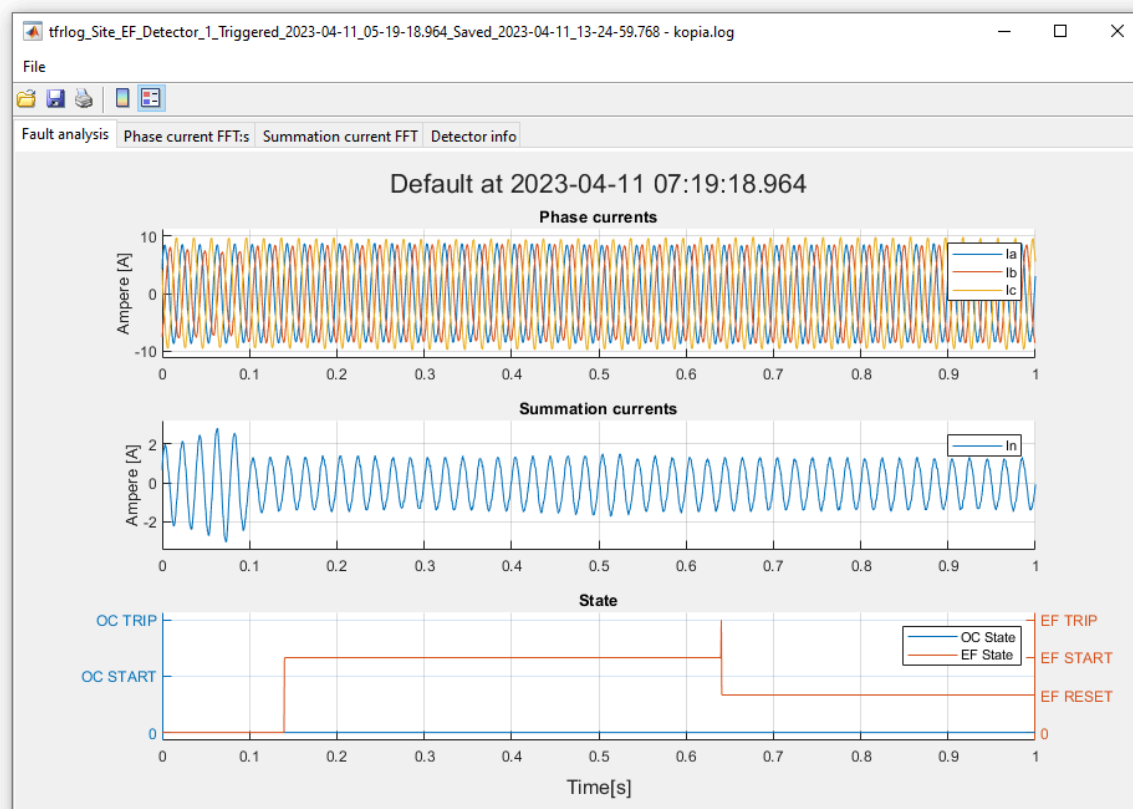 tfrlog_Site_EF_Detector_1_Triggered_2023-04-11_05-19-18.964_Saved_2023-04-11_13-24-59.768 - kopia.log
File
Fault analysis Phase current FFT:s Summation current FFT Detector info
Default at 2023-04-11 07:19:18.964
Phase currents
Ampere [A]
10
0
-10
Ia
Ib
Ic
0 0.1 0.2 0.3 0.4 0.5 0.6 0.7 0.8 0.9 1
Summation currents
Ampere [A]
2
0
-2
In
0 0.1 0.2 0.3 0.4 0.5 0.6 0.7 0.8 0.9 1
State
OC TRIP
OC START
0
OC State
EF State
EF TRIP
EF START
EF RESET
0
0 0.1 0.2 0.3 0.4 0.5 0.6 0.7 0.8 0.9 1
Time[s]